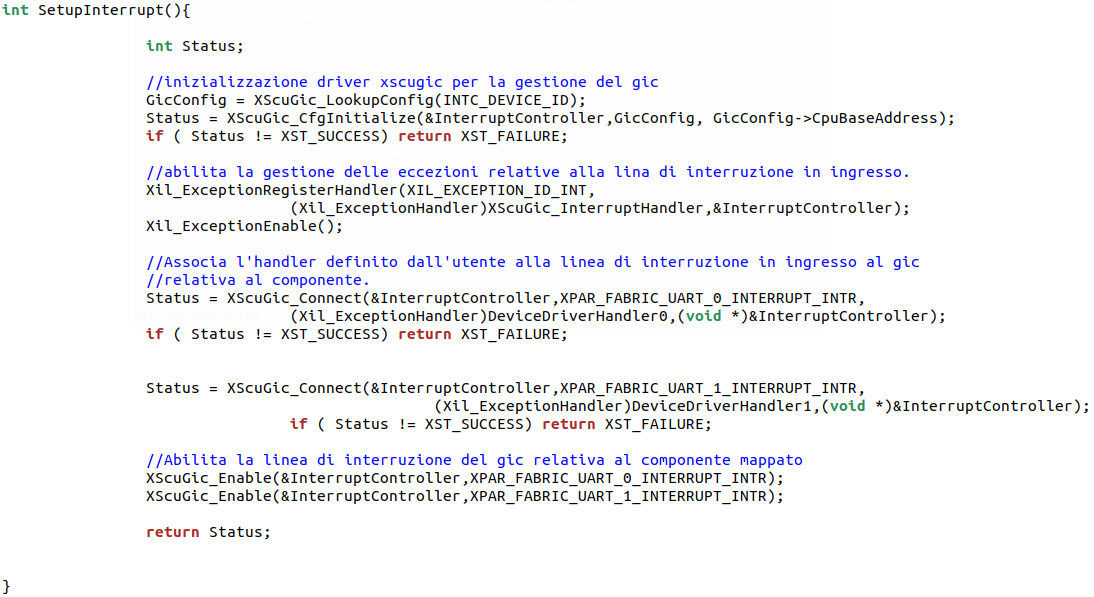 int SetupInterrupt(){
int Status;
//inizializzazione driver xscugic per la gestione del gic
GicConfig = XScuGic_LookupConfig(INTC_DEVICE_ID);
Status = XScuGic_CfgInitialize(&InterruptController,GicConfig, GicConfig->CpuBaseAddress);
if ( Status != XST_SUCCESS) return XST_FAILURE;
//abilita la gestione delle eccezioni relative alla lina di interruzione in ingresso.
Xil_ExceptionRegisterHandler(XIL_EXCEPTION_ID_INT,
(Xil_ExceptionHandler)XScuGic_InterruptHandler,&InterruptController);
Xil_ExceptionEnable();
//Associa l'handler definito dall'utente alla linea di interruzione in ingresso al gic
//relativa al componente.
Status = XScuGic_Connect(&InterruptController,XPAR_FABRIC_UART_0_INTERRUPT_INTR,
(Xil_ExceptionHandler)DeviceDriverHandler0,(void *)&InterruptController);
if ( Status != XST_SUCCESS) return XST_FAILURE;
Status = XScuGic_Connect(&InterruptController,XPAR_FABRIC_UART_1_INTERRUPT_INTR,
(Xil_ExceptionHandler)DeviceDriverHandler1,(void *)&InterruptController);
if ( Status != XST_SUCCESS) return XST_FAILURE;
//Abilita la linea di interruzione del gic relativa al componente mappato
XScuGic_Enable(&InterruptController,XPAR_FABRIC_UART_0_INTERRUPT_INTR);
XScuGic_Enable(&InterruptController,XPAR_FABRIC_UART_1_INTERRUPT_INTR);
return Status;
}